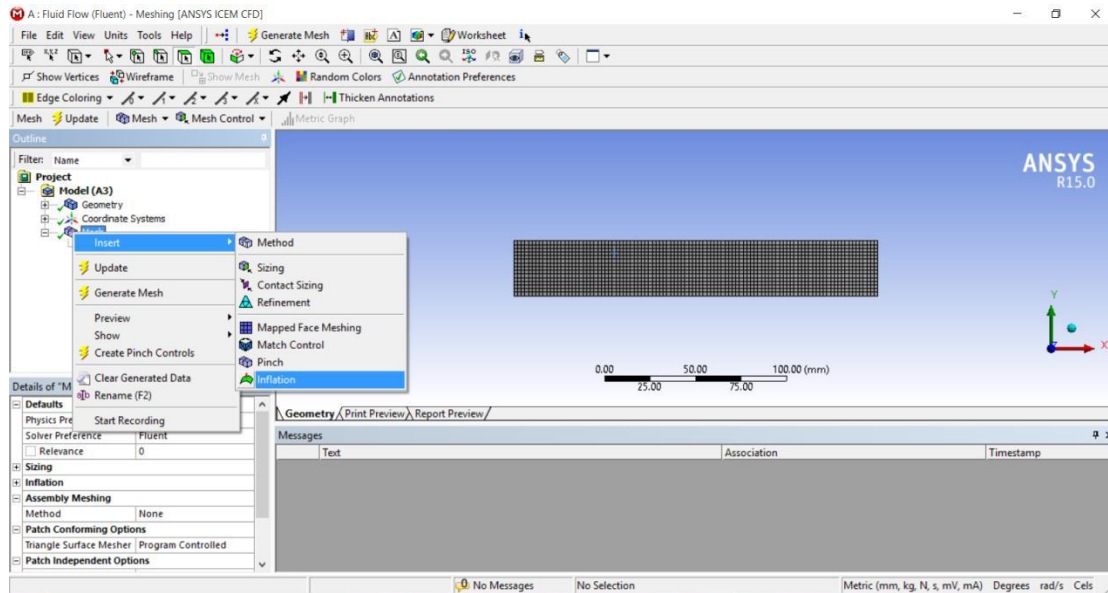 A : Fluid Flow (Fluent) - Meshing [ANSYS ICEM CFD]
File Edit View Units Tools Help Generate Mesh Worksheet
Show Vertices Wireframe Show Mesh Random Colors Annotation Preferences
Edge Coloring Thicken Annotations
Mesh Update Mesh Mesh Control Metric Graph
Outline
Filter: Name
Project
Model (A3)
Geometry
Coordinate Systems
Insert
Update
Generate Mesh
Preview
Show
Create Pinch Controls
Clear Generated Data
Rename (F2)
Start Recording
Method
Sizing
Contact Sizing
Refinement
Mapped Face Meshing
Match Control
Pinch
Inflation
ANSYS
R15.0
Y
X
0.00 50.00 100.00 (mm)
25.00 75.00
Details of "M
Defaults
Physics Pre
Solver Preference Fluent
Relevance 0
Sizing
Inflation
Assembly Meshing
Method None
Patch Conforming Options
Triangle Surface Mesher Program Controlled
Patch Independent Options
Geometry Print Preview Report Preview
Messages
Text Association Timestamp
0 No Messages No Selection Metric (mm, kg, N, s, mV, mA) Degrees rad/s Cels